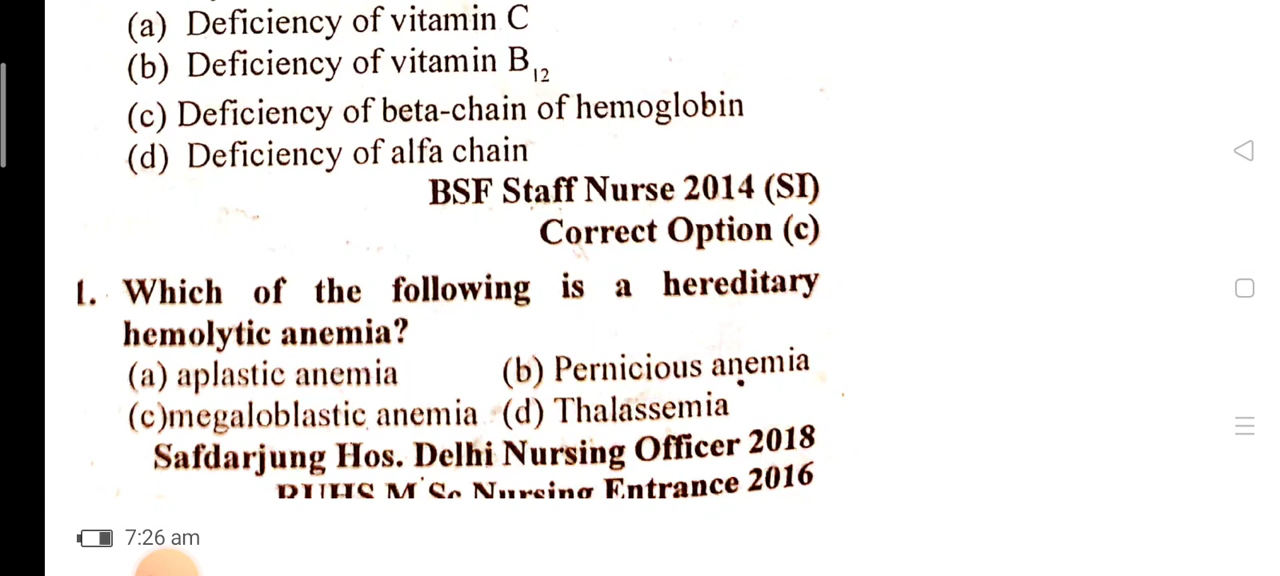 (a) Deficiency of vitamin C
(b) Deficiency of vitamin B12
(c) Deficiency of beta-chain of hemoglobin
(d) Deficiency of alfa chain
BSF Staff Nurse 2014 (SI)
Correct Option (c)
1. Which of the following is a hereditary
hemolytic anemia?
(a) aplastic anemia (b) Pernicious anemia
(c)megaloblastic anemia (d) Thalassemia
Safdarjung Hos. Delhi Nursing Officer 2018
Nursing Entrance 2016
7:26 am